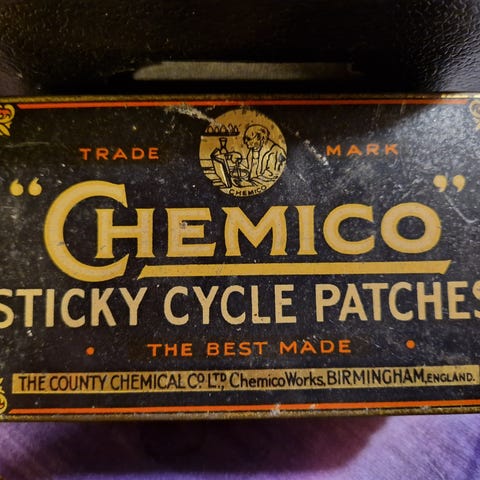 TRADE MARK
CHEMICO
“CHEMICO”
STICKY CYCLE PATCHES
• THE BEST MADE •
THE COUNTY CHEMICAL CO LTD, Chemico Works, BIRMINGHAM, ENGLAND.